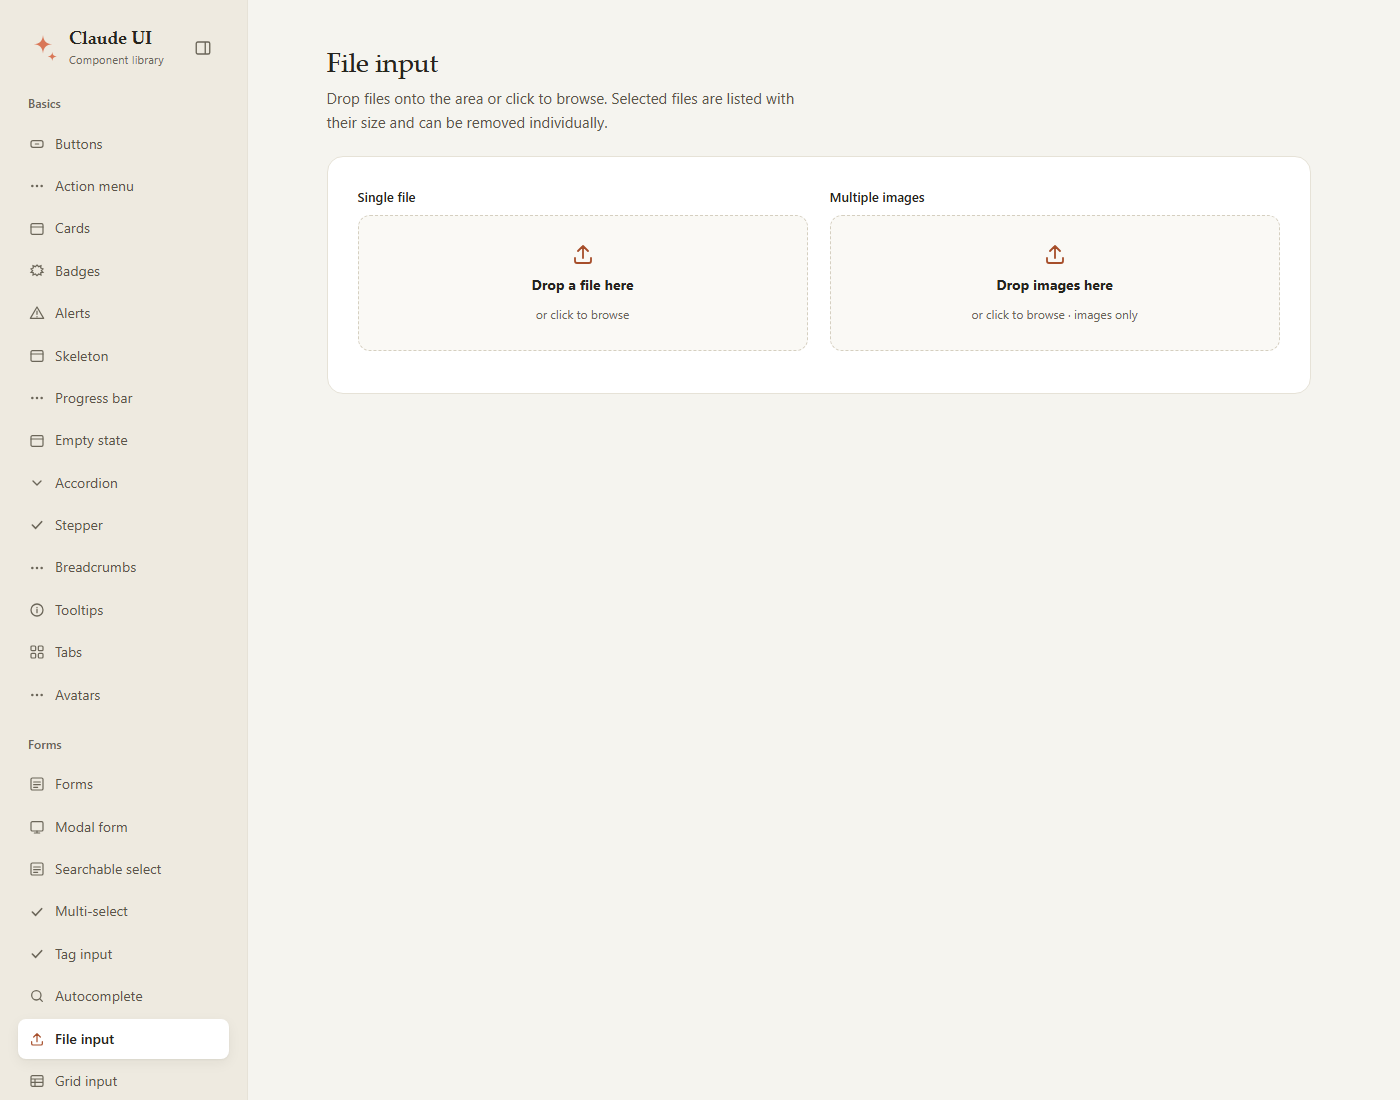 Claude UI
Component library
Basics
Buttons
Action menu
Cards
Badges
Alerts
Skeleton
Progress bar
Empty state
Accordion
Stepper
Breadcrumbs
Tooltips
Tabs
Avatars
Forms
Forms
Modal form
Searchable select
Multi-select
Tag input
Autocomplete
File input
Grid input
File input
Drop files onto the area or click to browse. Selected files are listed with
their size and can be removed individually.
Single file
Drop a file here
or click to browse
Multiple images
Drop images here
or click to browse · images only